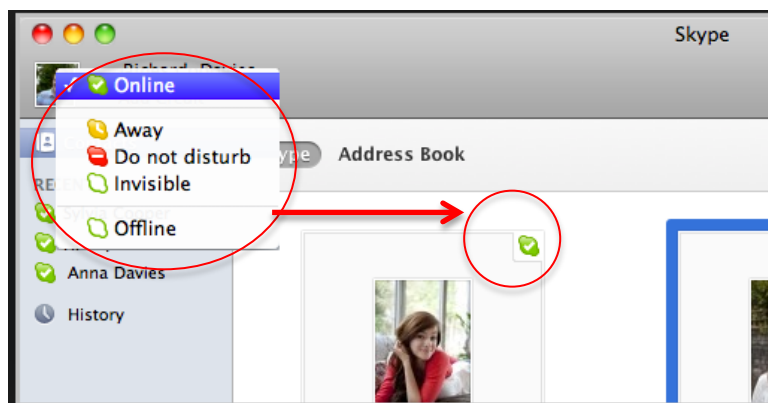 Skype
Online
Away
Do not disturb
Invisible
Offline
Address Book
Anna Davies
History